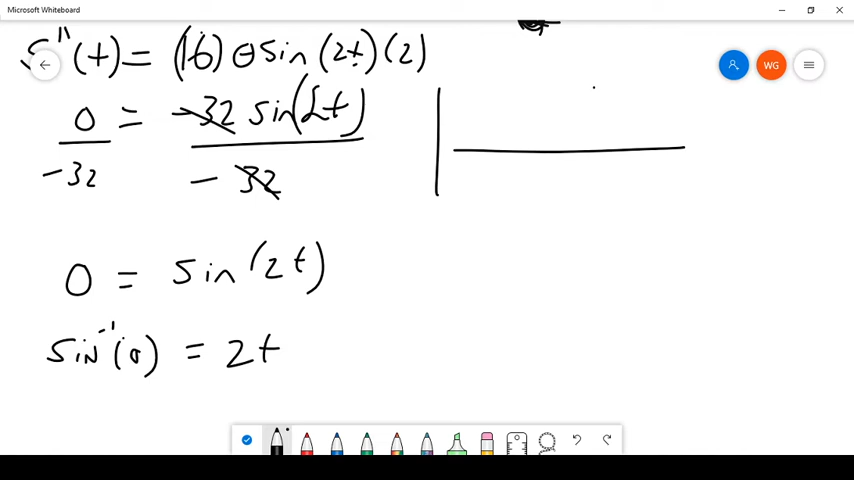 Microsoft Whiteboard
S"(t) = (16)⊖sin(2t)(2)
WG
0 = -32 sin(2t)
-32 -32
0 = sin(2t)
sin⁻¹(0) = 2t